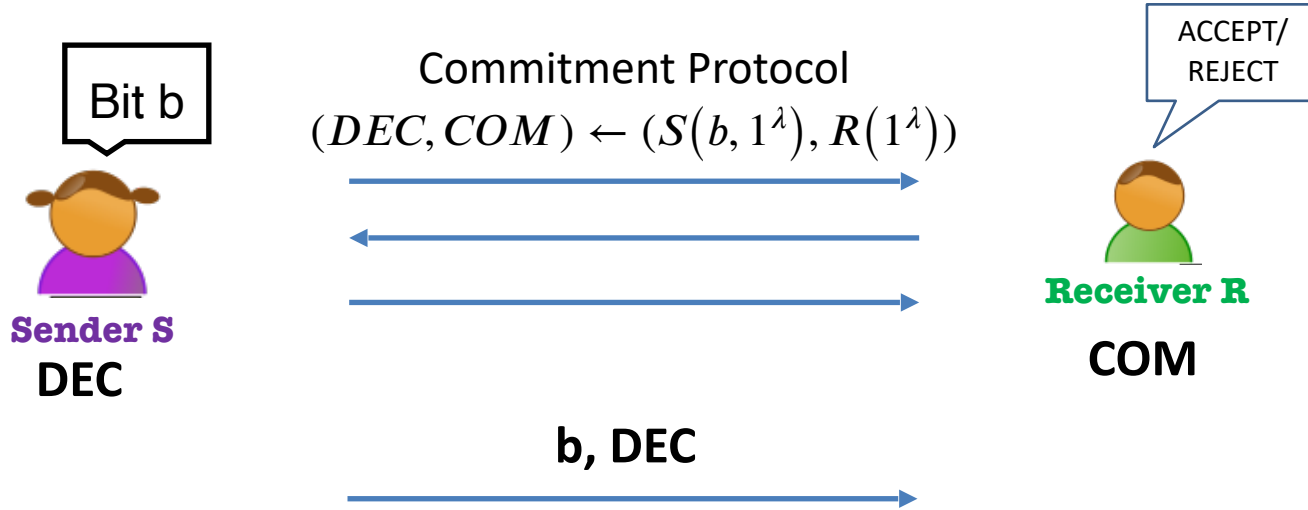 ACCEPT/
REJECT
Bit b
Commitment Protocol
(DEC, COM) ← (S(b, 1^λ), R(1^λ))
Sender S
DEC
Receiver R
COM
b, DEC